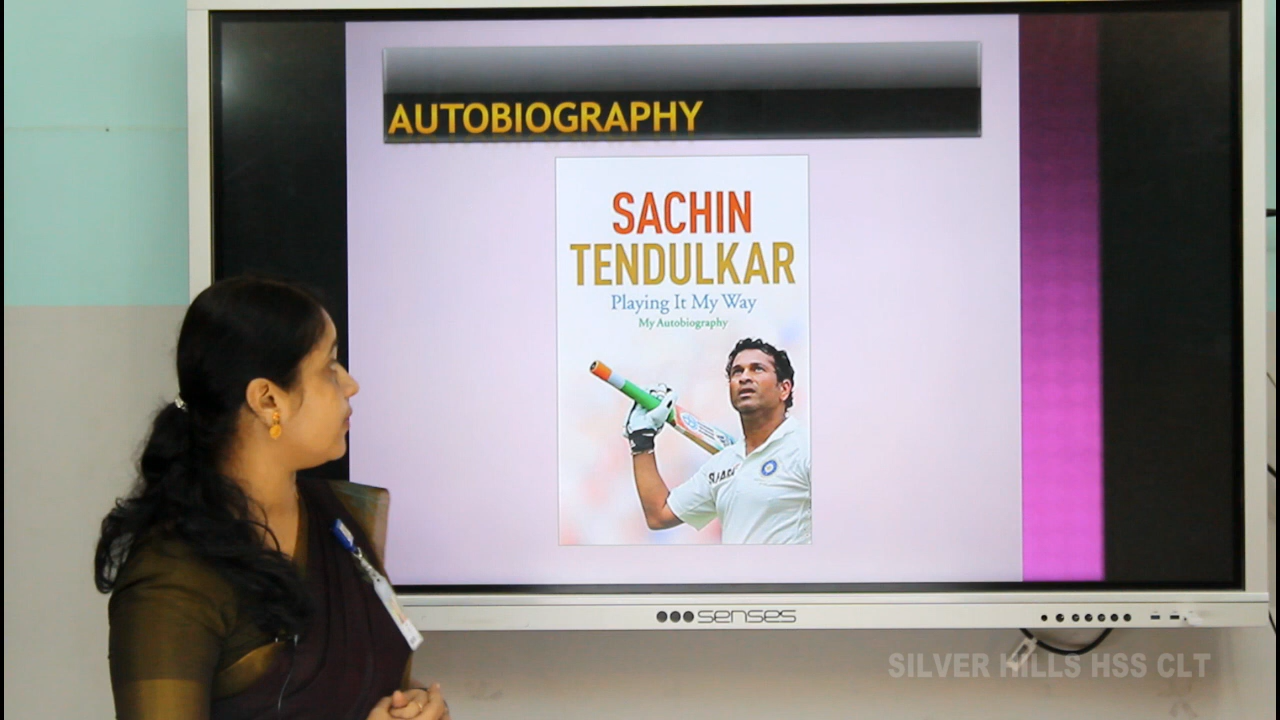 AUTOBIOGRAPHY
SACHIN
TENDULKAR
Playing It My Way
My Autobiography
senses
SILVER HILLS HSS CLT